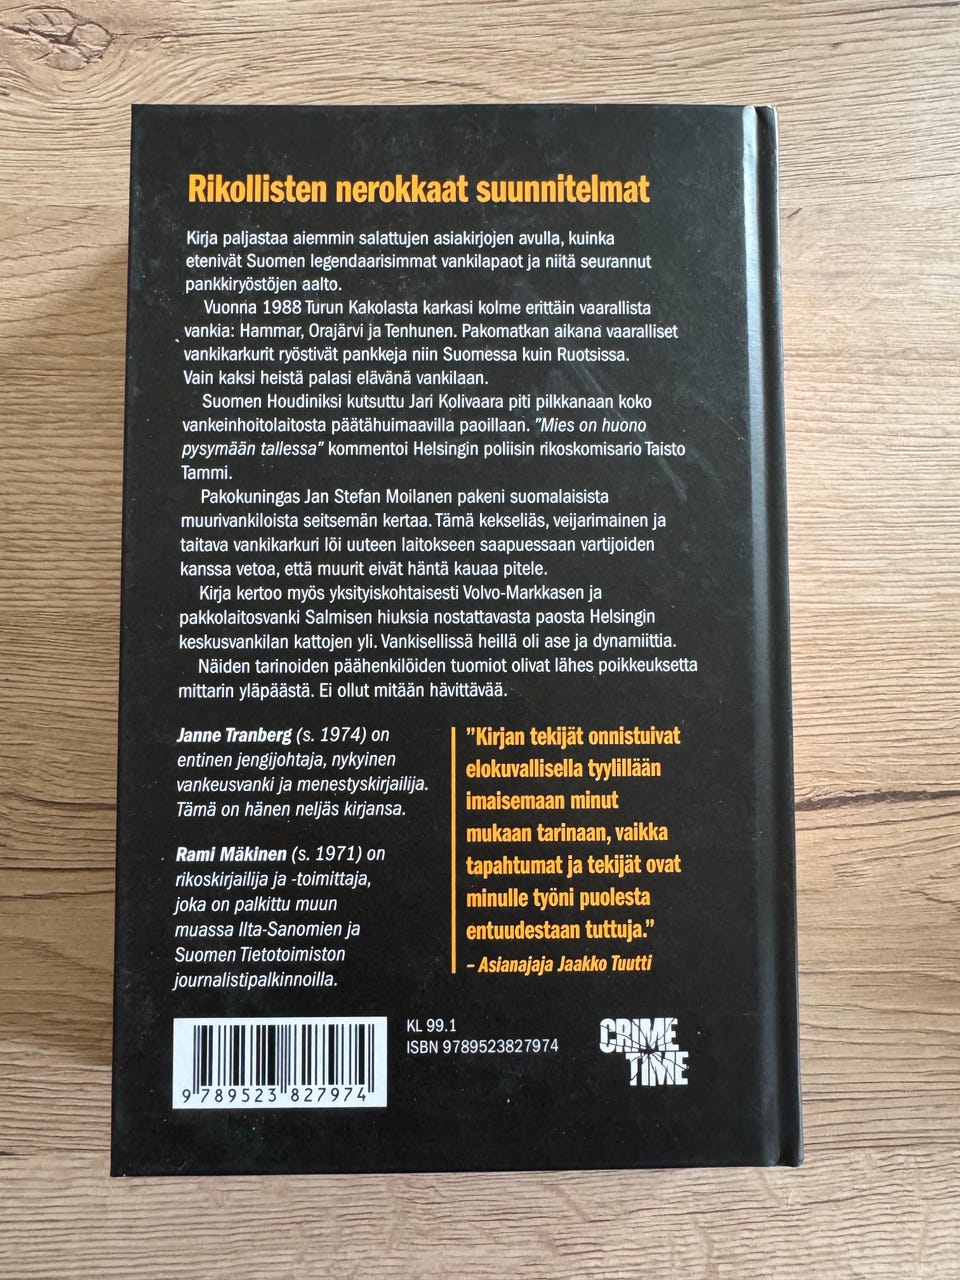 Rikollisten nerokkaat suunnitelmat
Kirja paljastaa aiemmin salattujen asiakirjojen avulla, kuinka
etenivät Suomen legendaarisimmat vankilapaot ja niitä seurannut
pankkiryöstöjen aalto.
Vuonna 1988 Turun Kakolasta karkasi kolme erittäin vaarallista
vankia: Hammar, Orajärvi ja Tenhunen. Pakomatkan aikana vaaralliset
vankikarkurit ryöstivät pankkeja niin Suomessa kuin Ruotsissa.
Vain kaksi heistä palasi elävänä vankilaan.
Suomen Houdiniksi kutsuttu Jari Kolivaara piti pilkkanaan koko
vankeinhoitolaitosta päätähuimaavilla paoillaan. ”Mies on huono
pysymään tallessa” kommentoi Helsingin poliisin rikoskomisario Taisto
Tammi.
Pakokuningas Jan Stefan Moilanen pakeni suomalaisista
muurivankiloista seitsemän kertaa. Tämä kekseliäs, veijarimainen ja
taitava vankikarkuri löi uuteen laitokseen saapuessaan vartijoiden
kanssa vetoa, että muurit eivät häntä kauaa pitele.
Kirja kertoo myös yksityiskohtaisesti Volvo-Markkasen ja
pakkolaitosvanki Salmisen hiuksia nostattavasta paosta Helsingin
keskusvankilan kattojen yli. Vankisellissä heillä oli ase ja dynamiittia.
Näiden tarinoiden päähenkilöiden tuomiot olivat lähes poikkeuksetta
mittarin yläpäästä. Ei ollut mitään hävittävää.
Janne Tranberg (s. 1974) on
entinen jengijohtaja, nykyinen
vankeusvanki ja menestyskirjailija.
Tämä on hänen neljäs kirjansa.
Rami Mäkinen (s. 1971) on
rikoskirjailija ja -toimittaja,
joka on palkittu muun
muassa Ilta-Sanomien ja
Suomen Tietotoimiston
journalistipalkinnoilla.
”Kirjan tekijät onnistuivat
elokuvallisella tyylillään
imaisemaan minut
mukaan tarinaan, vaikka
tapahtumat ja tekijät ovat
minulle työni puolesta
entuudestaan tuttuja.”
– Asianajaja Jaakko Tuutti
9 789523 827974
KL 99.1
ISBN 9789523827974
CRIME
TIME